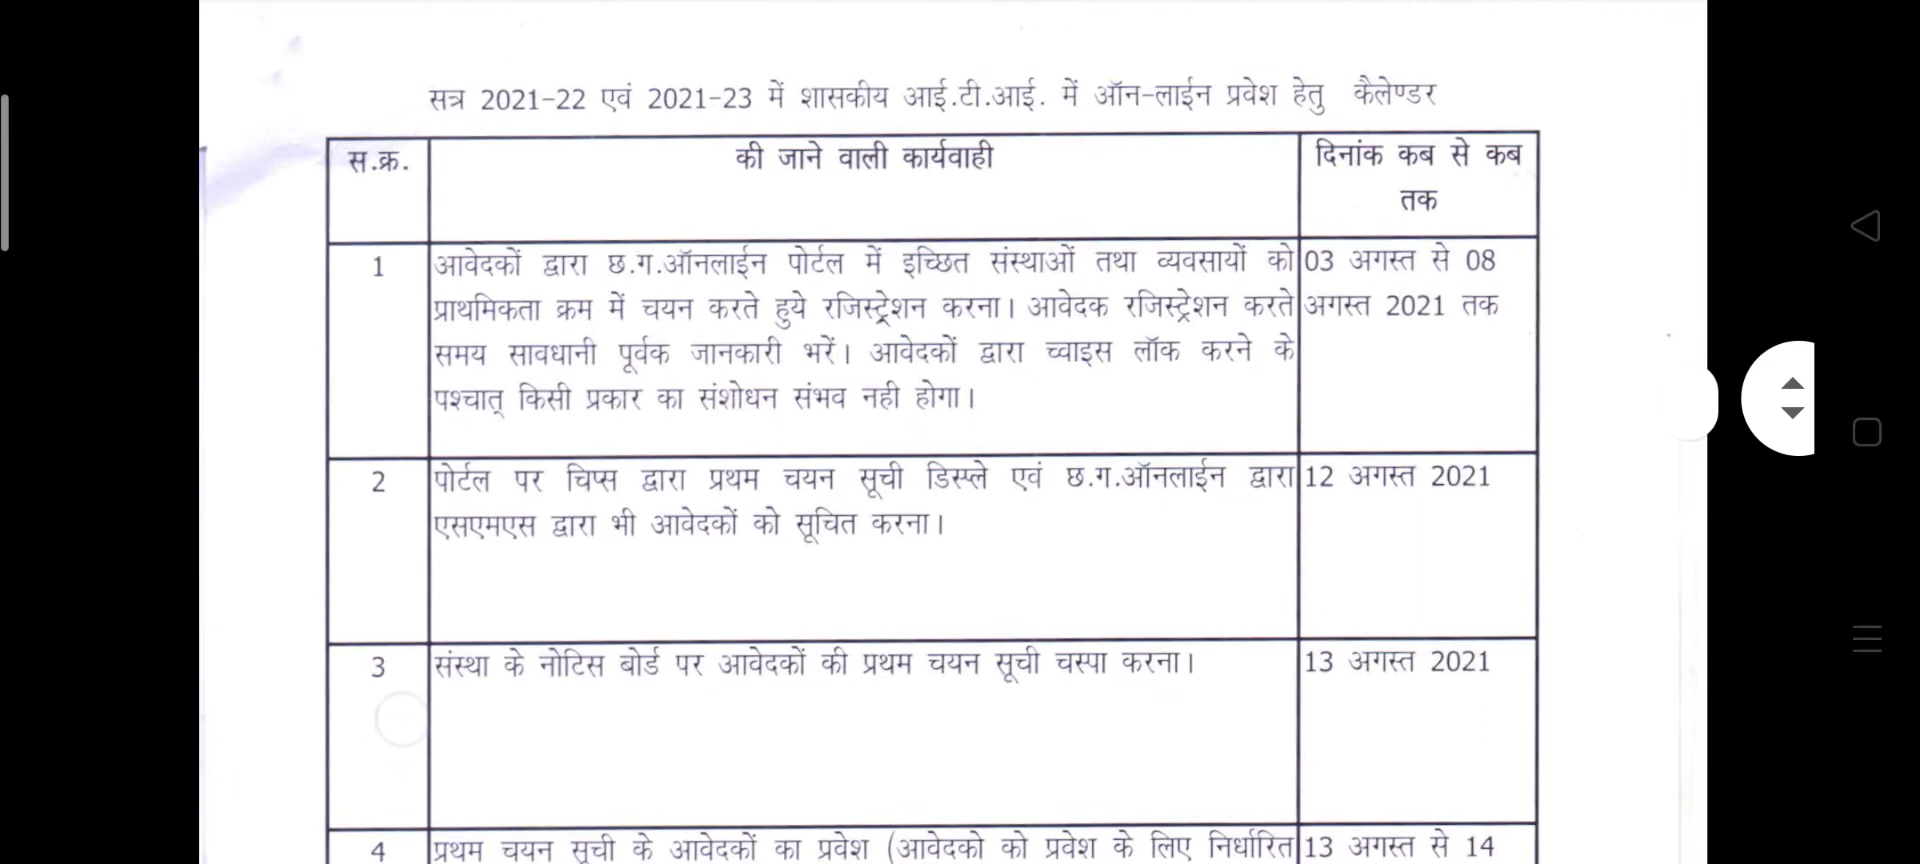 सत्र 2021-22 एवं 2021-23 में शासकीय आई.टी.आई. में ऑन-लाईन प्रवेश हेतु कैलेण्डर
स.क्र.
की जाने वाली कार्यवाही
दिनांक कब से कब
तक
1
आवेदकों द्वारा छ.ग.ऑनलाईन पोर्टल में इच्छित संस्थाओं तथा व्यवसायों को
प्राथमिकता क्रम में चयन करते हुये रजिस्ट्रेशन करना। आवेदक रजिस्ट्रेशन करते
समय सावधानी पूर्वक जानकारी भरें। आवेदकों द्वारा च्वाइस लॉक करने के
पश्चात् किसी प्रकार का संशोधन संभव नही होगा।
03 अगस्त से 08
अगस्त 2021 तक
2
पोर्टल पर चिप्स द्वारा प्रथम चयन सूची डिस्प्ले एवं छ.ग.ऑनलाईन द्वारा
एसएमएस द्वारा भी आवेदकों को सूचित करना।
12 अगस्त 2021
3
संस्था के नोटिस बोर्ड पर आवेदकों की प्रथम चयन सूची चस्पा करना।
13 अगस्त 2021
4
प्रथम चयन सूची के आवेदकों का प्रवेश (आवेदको को प्रवेश के लिए निर्धारित
13 अगस्त से 14